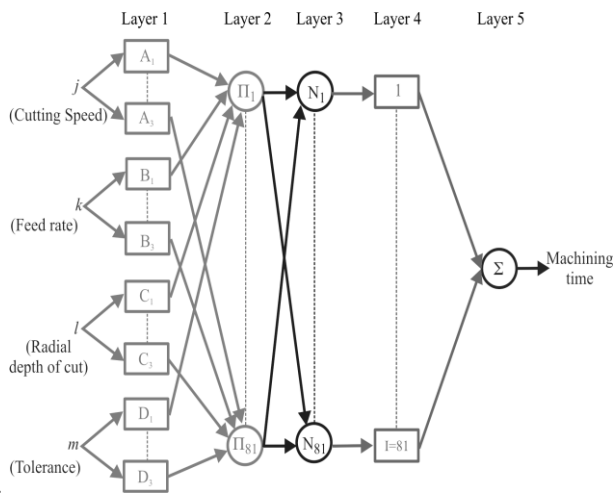 Layer 1 Layer 2 Layer 3 Layer 4 Layer 5
A₁
j
(Cutting Speed)
A₃
B₁
k
(Feed rate)
B₃
C₁
l
(Radial
depth of cut)
C₃
D₁
m
(Tolerance)
D₃
Π₁
Π₈₁
N₁
N₈₁
1
I=81
Σ
Machining
time